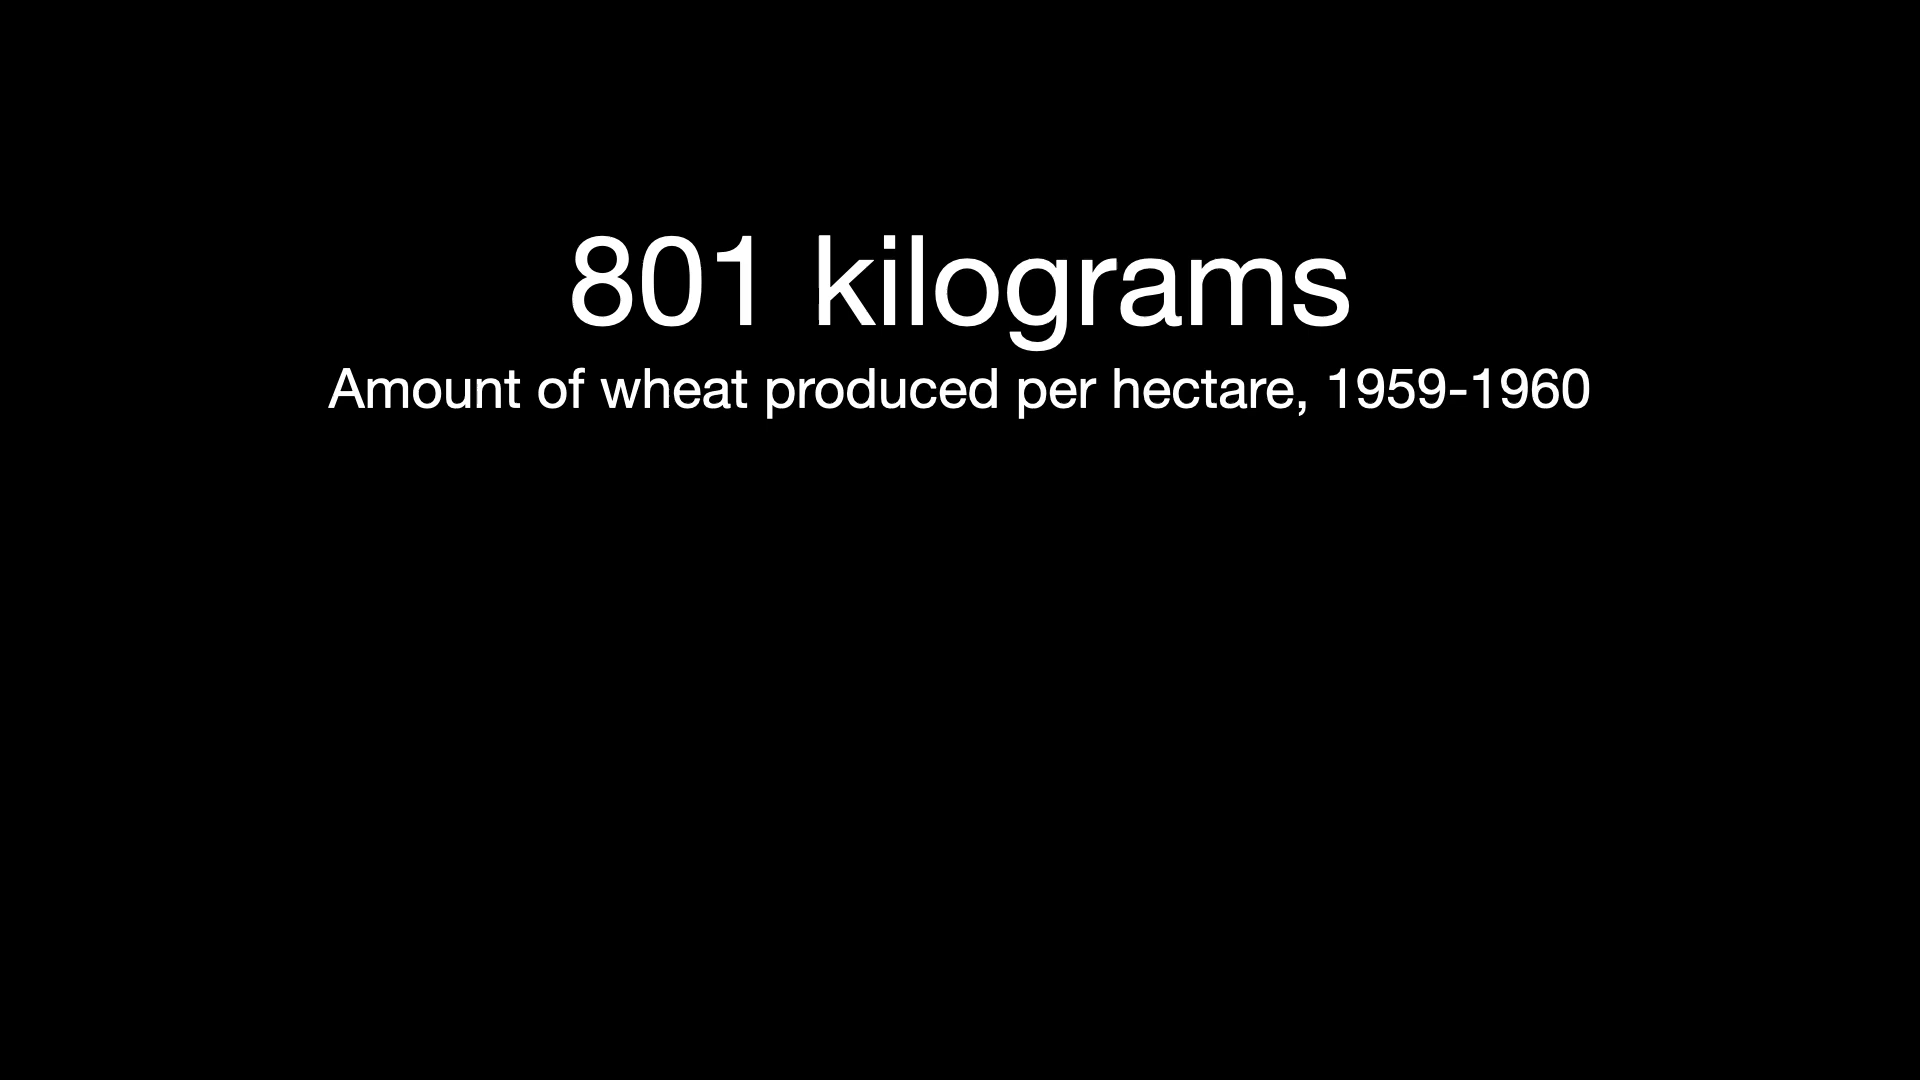 801 kilograms
Amount of wheat produced per hectare, 1959-1960